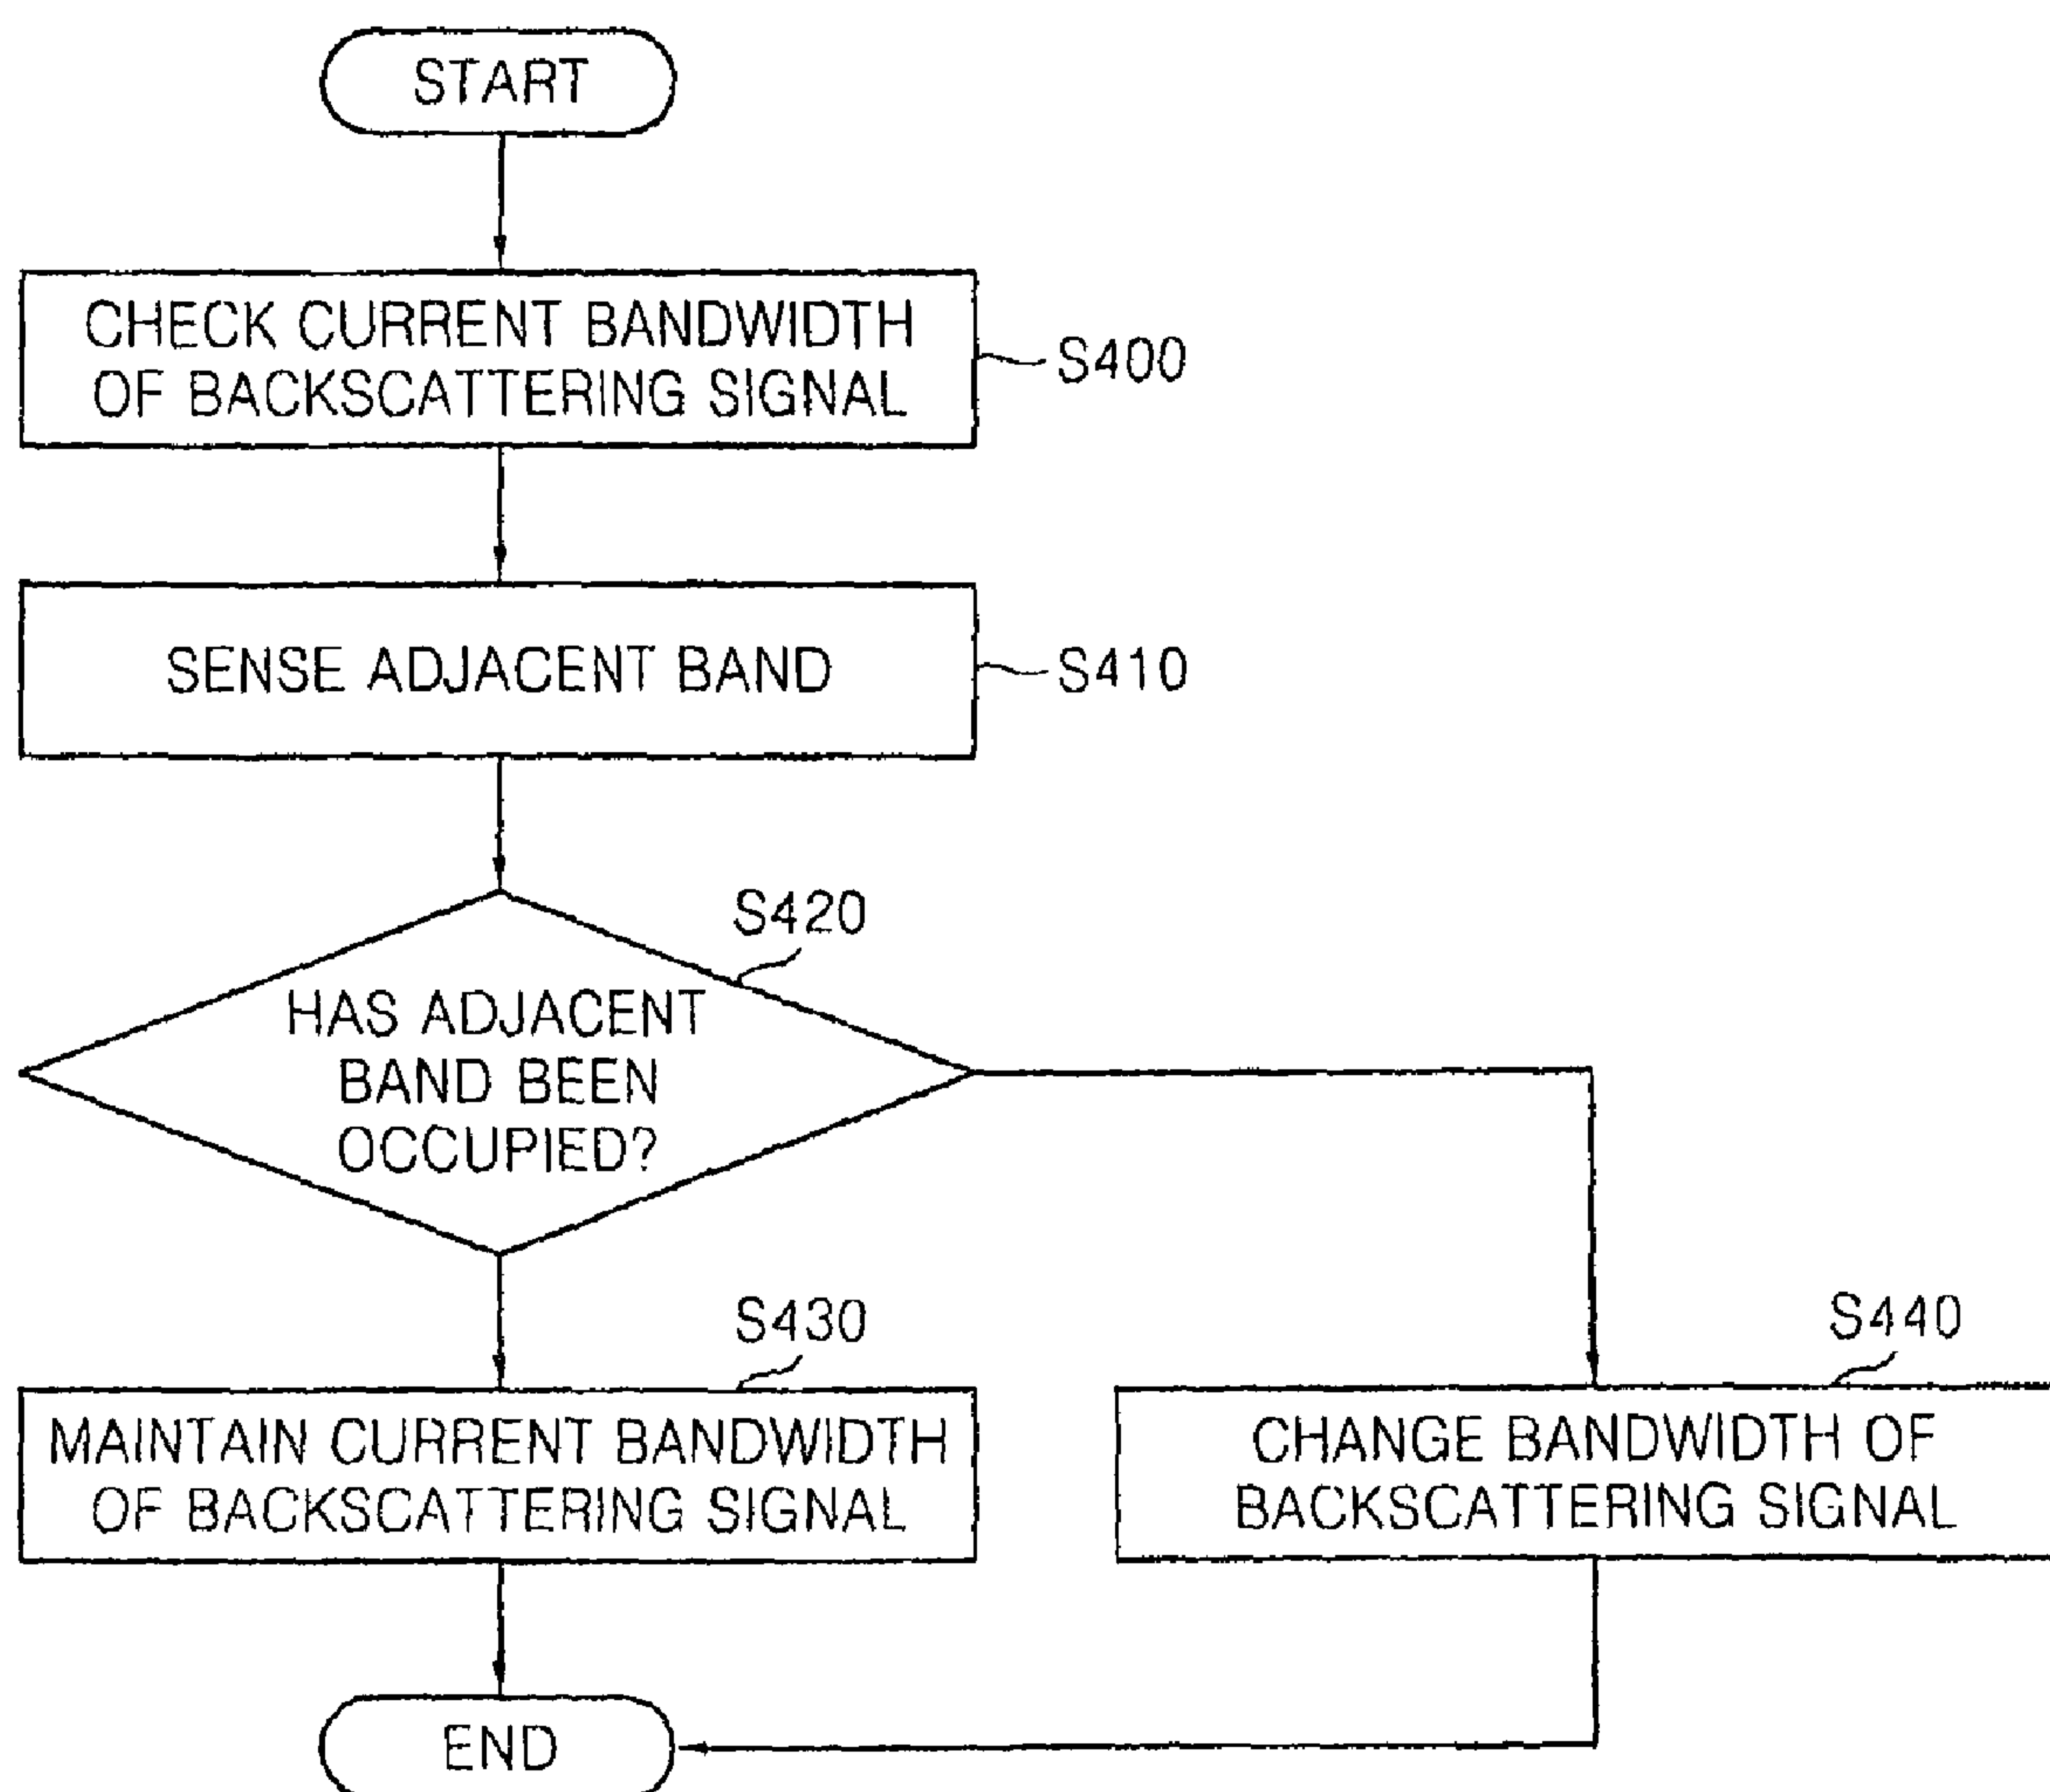 START
CHECK CURRENT BANDWIDTH
OF BACKSCATTERING SIGNAL
S400
SENSE ADJACENT BAND
S410
S420
HAS ADJACENT
BAND BEEN
OCCUPIED?
S430
MAINTAIN CURRENT BANDWIDTH
OF BACKSCATTERING SIGNAL
S440
CHANGE BANDWIDTH OF
BACKSCATTERING SIGNAL
END